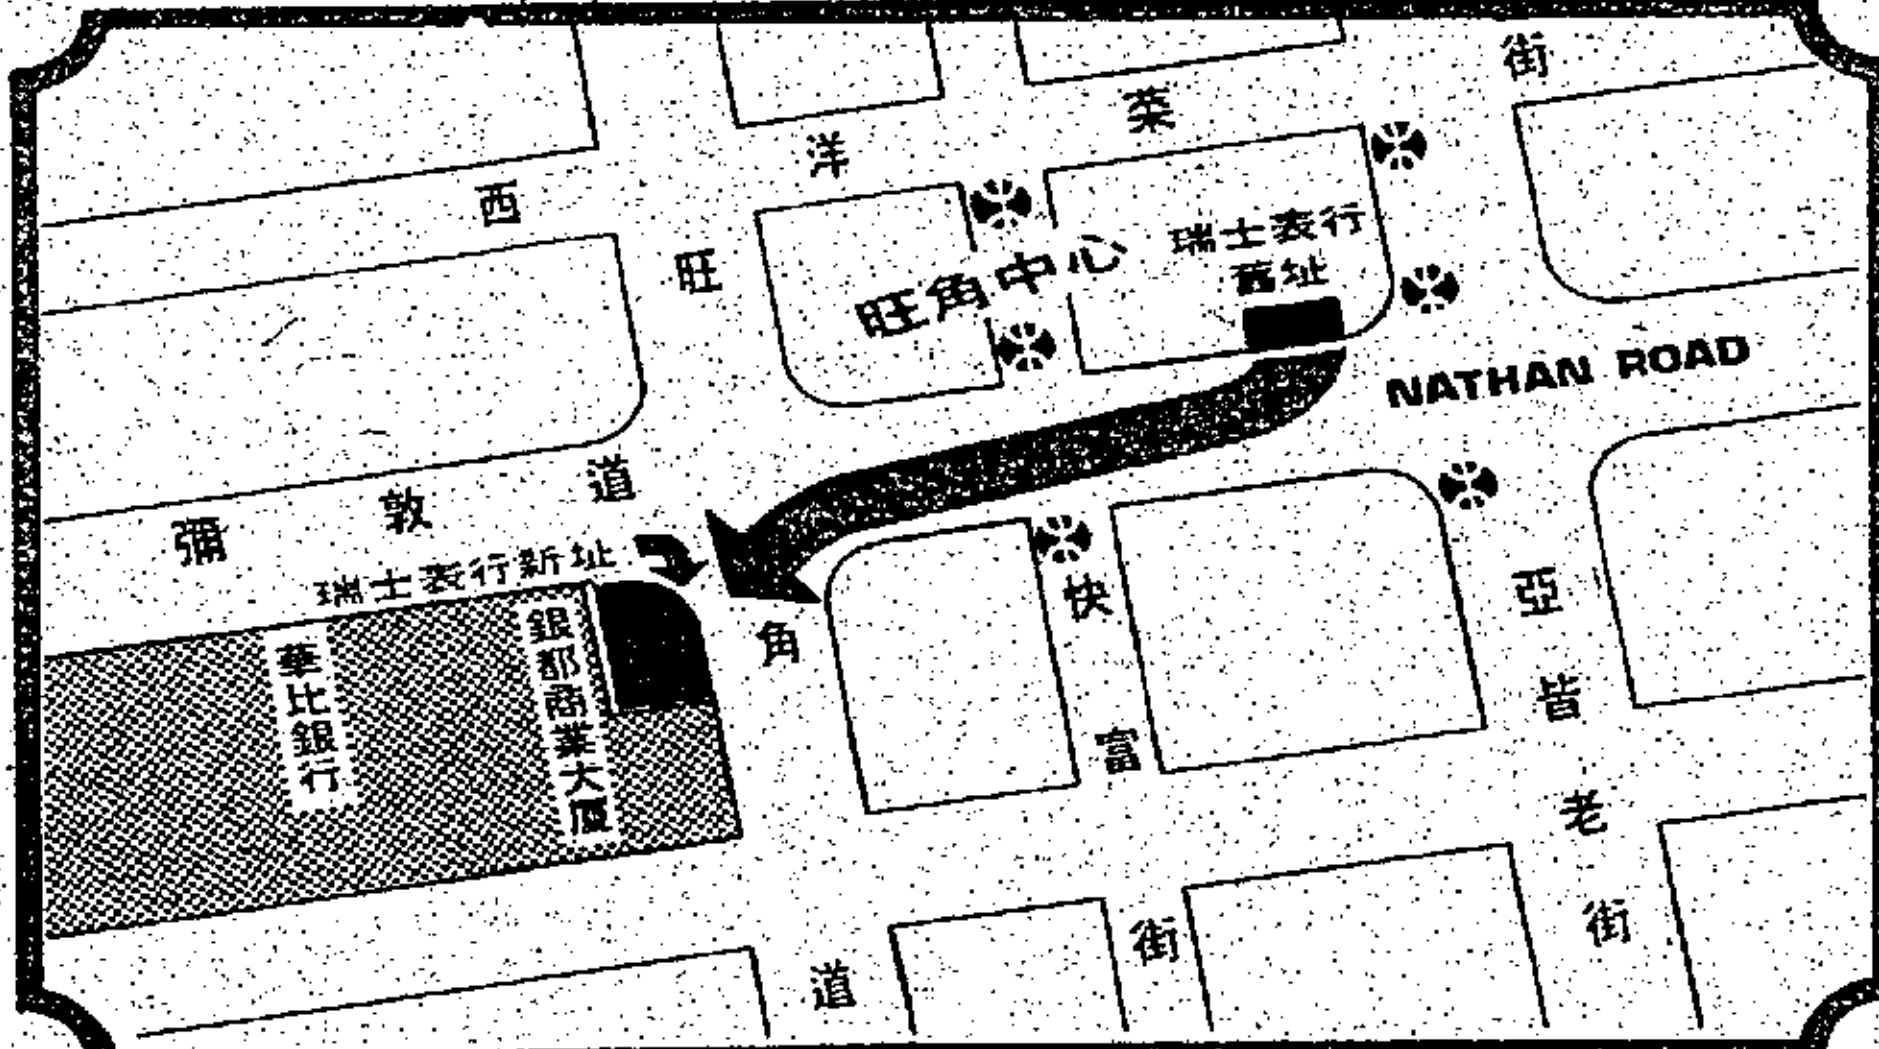 西洋菜街
旺角道
旺角中心
瑞士表行
舊址
NATHAN ROAD
彌敦道
瑞士表行新址
華比銀行
銀都商業大厦
快富街
亞皆老街